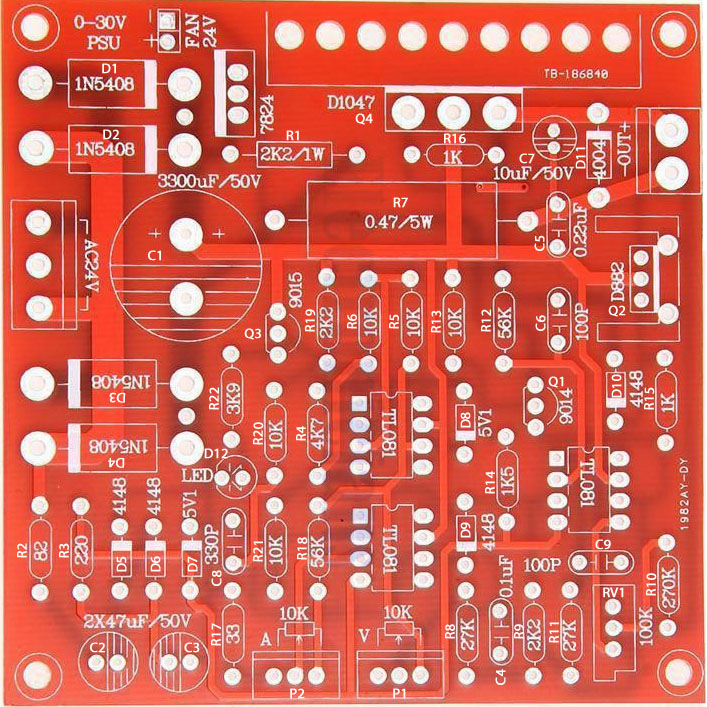 0-30V
PSU
-
+
FAN
24V
7824
TB-186840
D1
1N5408
D2
1N5408
R1
2K2/1W
D1047
Q4
R16
1K
C7
10uF/50V
D11
4004
-OUT+
3300uF/50V
R7
0.47/5W
C5
0.22uF
AC24V
+
C1
+
Q3
9015
R19
2K2
R6
10K
R5
10K
R13
10K
R12
56K
C6
100P
Q2
D882
D3
1N5408
D4
1N5408
R22
3K9
R20
10K
R4
4K7
TL081
D8
5V1
Q1
9014
D10
4148
R15
1K
D12
LED
R14
1K5
TL081
1982AY-DY
R2
82
R3
220
4148
D5
4148
D6
5V1
D7
330P
C8
R21
10K
R18
56K
TL081
D9
4148
0.1uF
C4
100P
C9
R10
270K
2X47uF/50V
C2
C3
R17
33
10K
A
P2
10K
V
P1
R8
27K
R9
2K2
R11
27K
RV1
100K